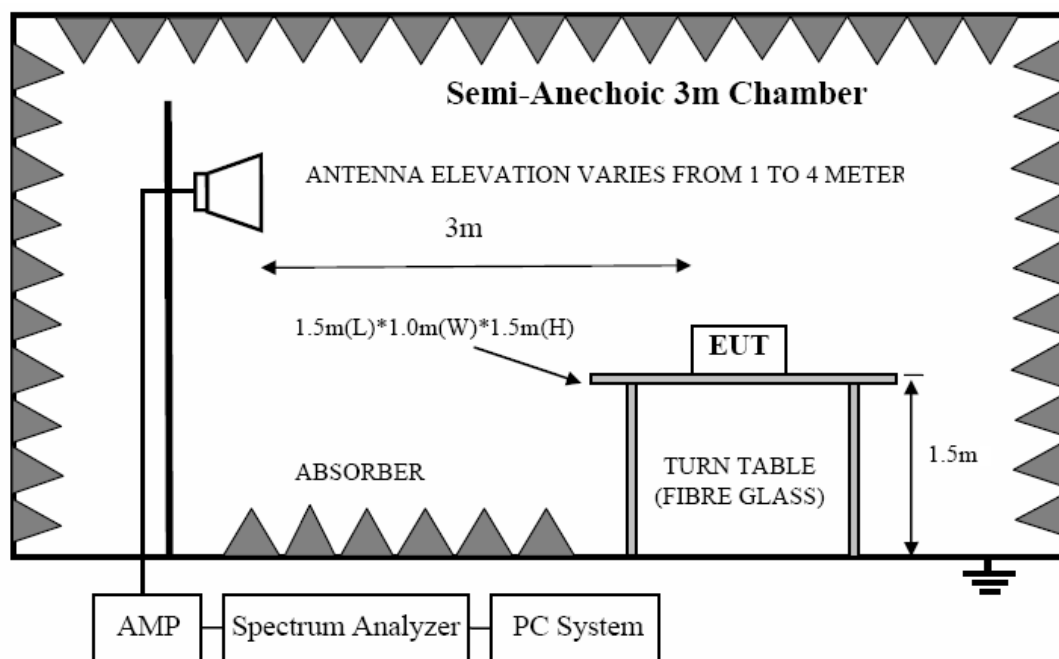 Semi-Anechoic 3m Chamber
ANTENNA ELEVATION VARIES FROM 1 TO 4 METER
3m
1.5m(L)*1.0m(W)*1.5m(H)
EUT
ABSORBER
TURN TABLE
(FIBRE GLASS)
1.5m
AMP
Spectrum Analyzer
PC System